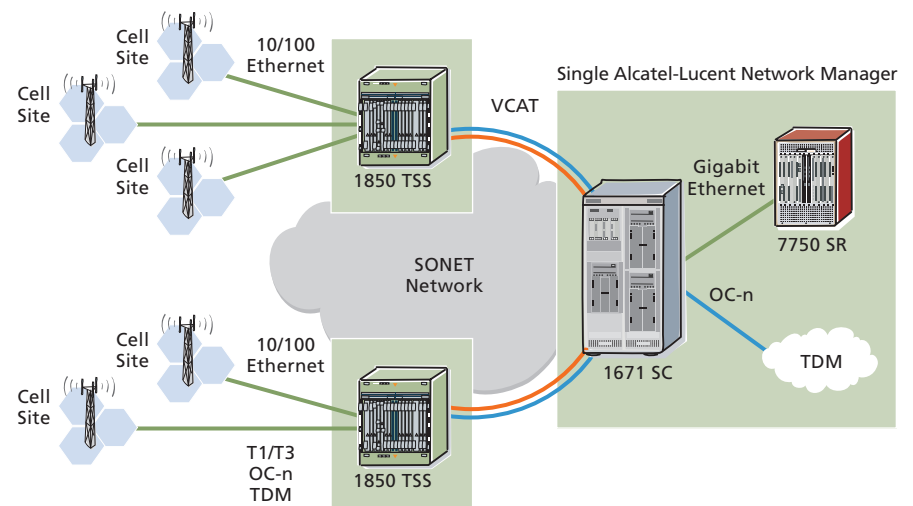 Cell
Site
10/100
Ethernet
Cell
Site
Cell
Site
1850 TSS
VCAT
Single Alcatel-Lucent Network Manager
Gigabit
Ethernet
7750 SR
SONET
Network
OC-n
TDM
1671 SC
Cell
Site
10/100
Ethernet
Cell
Site
T1/T3
OC-n
TDM
1850 TSS